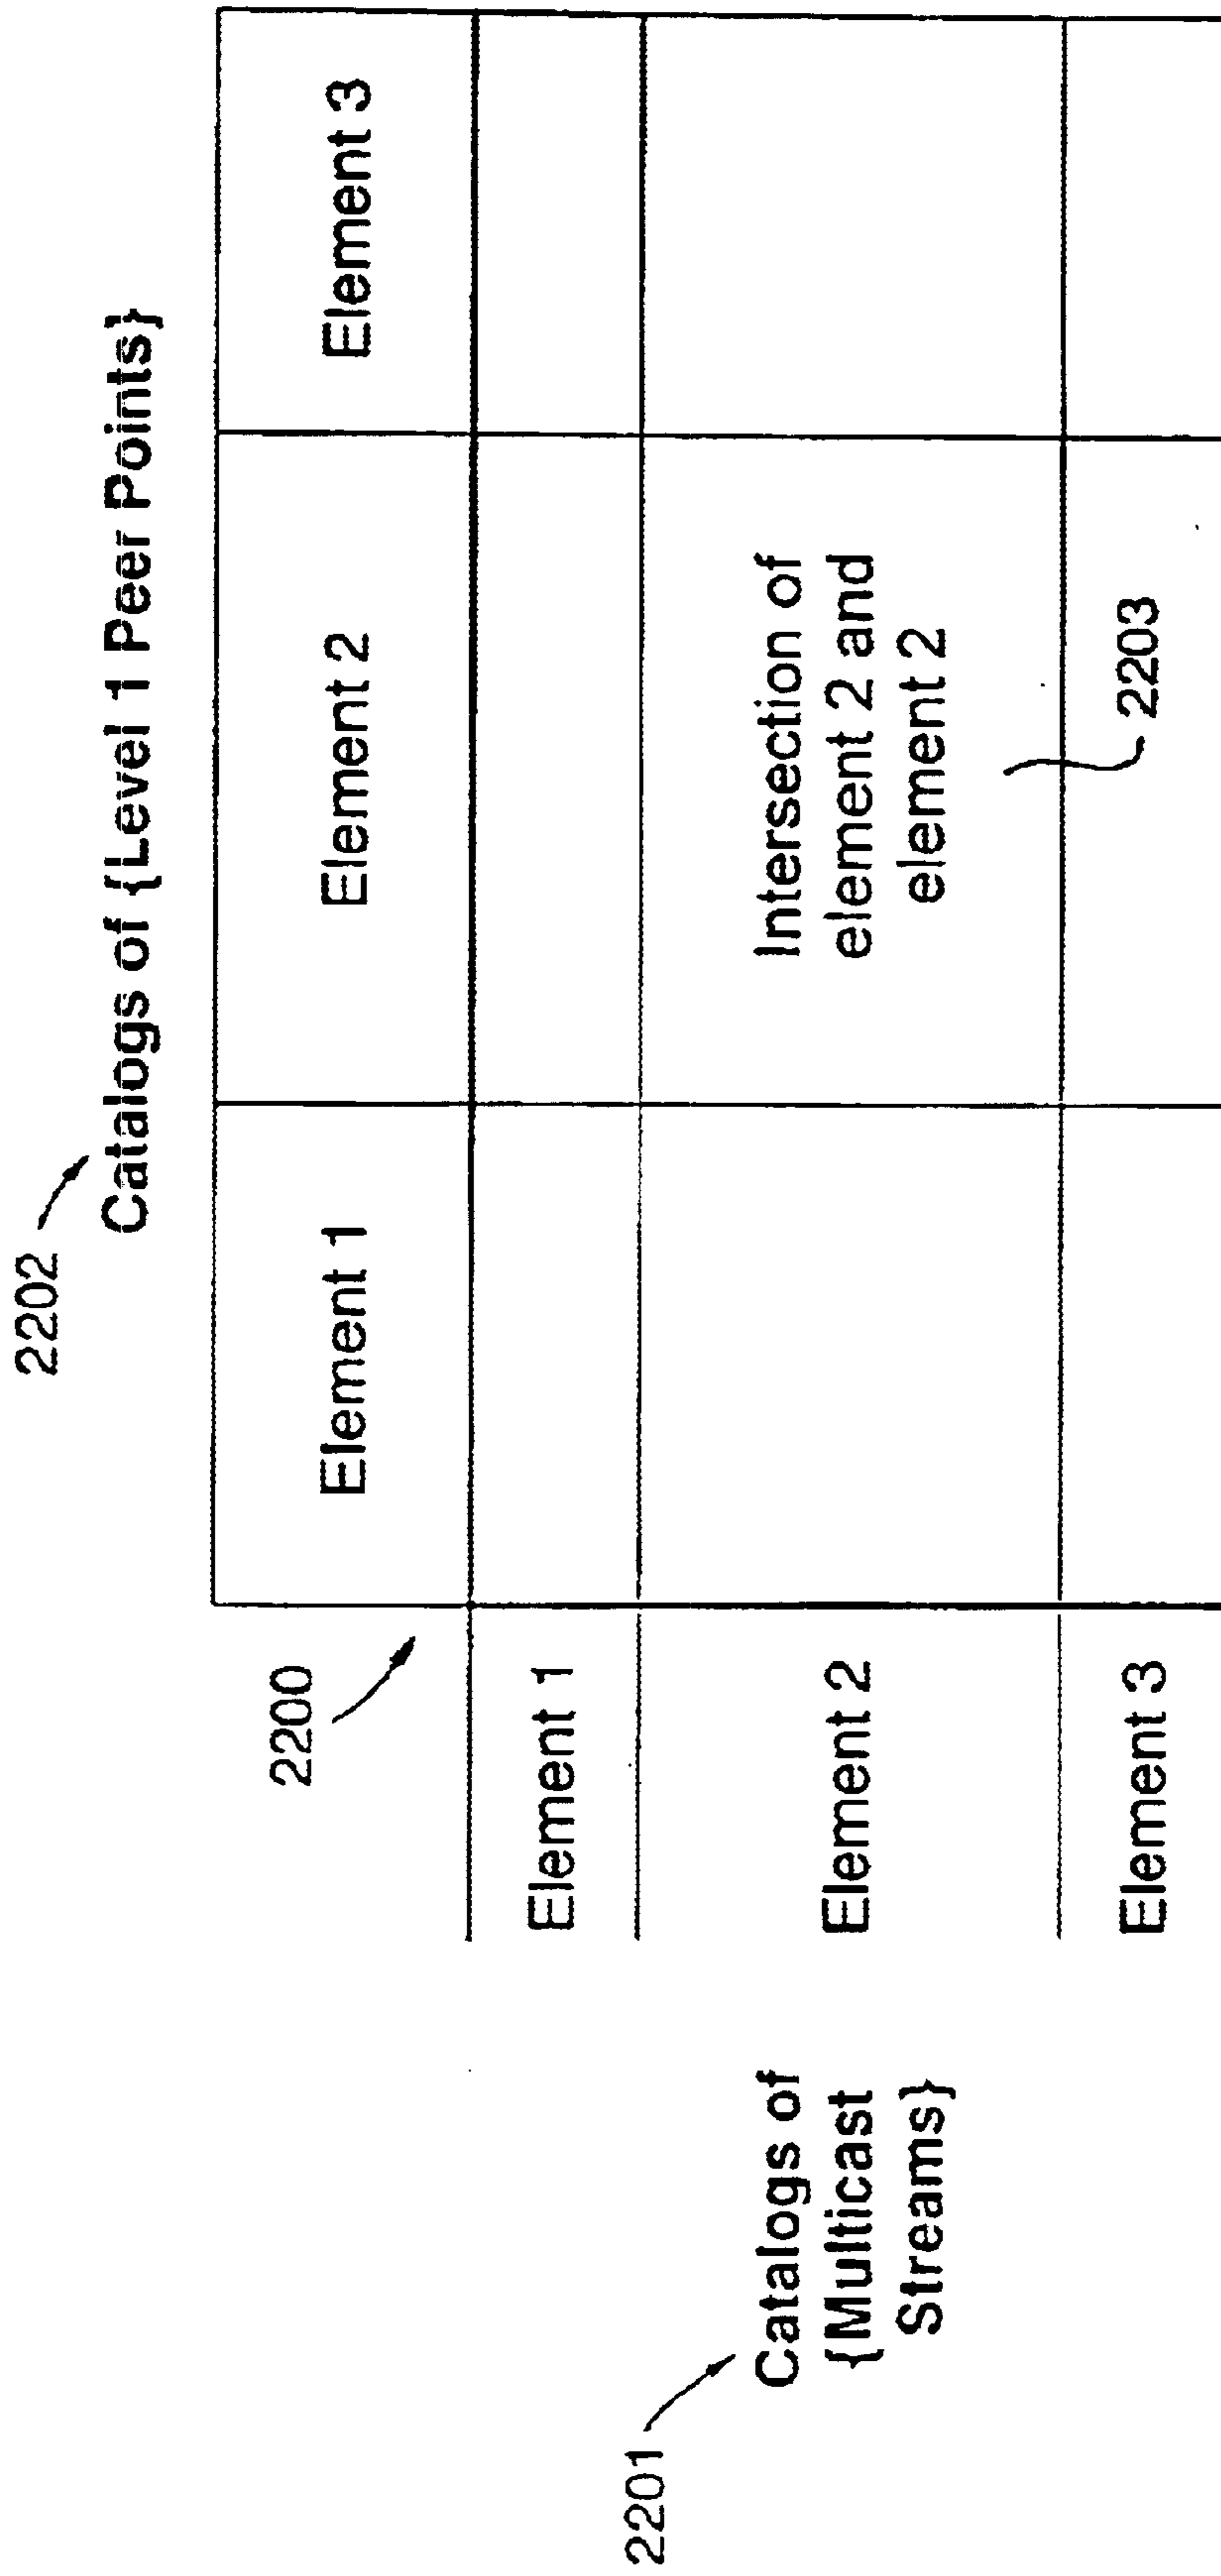 2202
Catalogs of {Level 1 Peer Points}
2200
Element 1
Element 2
Element 3
Element 1
2201
Catalogs of
{Multicast
Streams}
Element 2
Intersection of
element 2 and
element 2
2203
Element 3